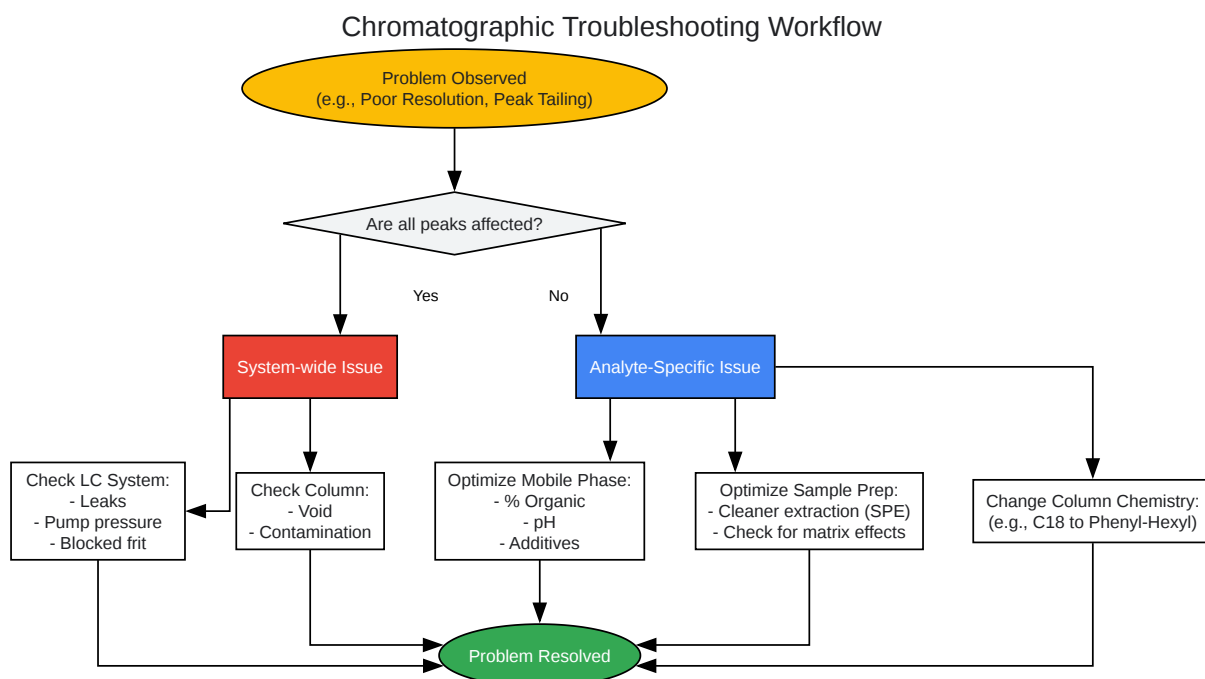 Chromatographic Troubleshooting Workflow
Problem Observed
(e.g., Poor Resolution, Peak Tailing)
Are all peaks affected?
Yes
No
System-wide Issue
Analyte-Specific Issue
Check LC System:
- Leaks
- Pump pressure
- Blocked frit
Check Column:
- Void
- Contamination
Optimize Mobile Phase:
- % Organic
- pH
- Additives
Optimize Sample Prep:
- Cleaner extraction (SPE)
- Check for matrix effects
Change Column Chemistry:
(e.g., C18 to Phenyl-Hexyl)
Problem Resolved